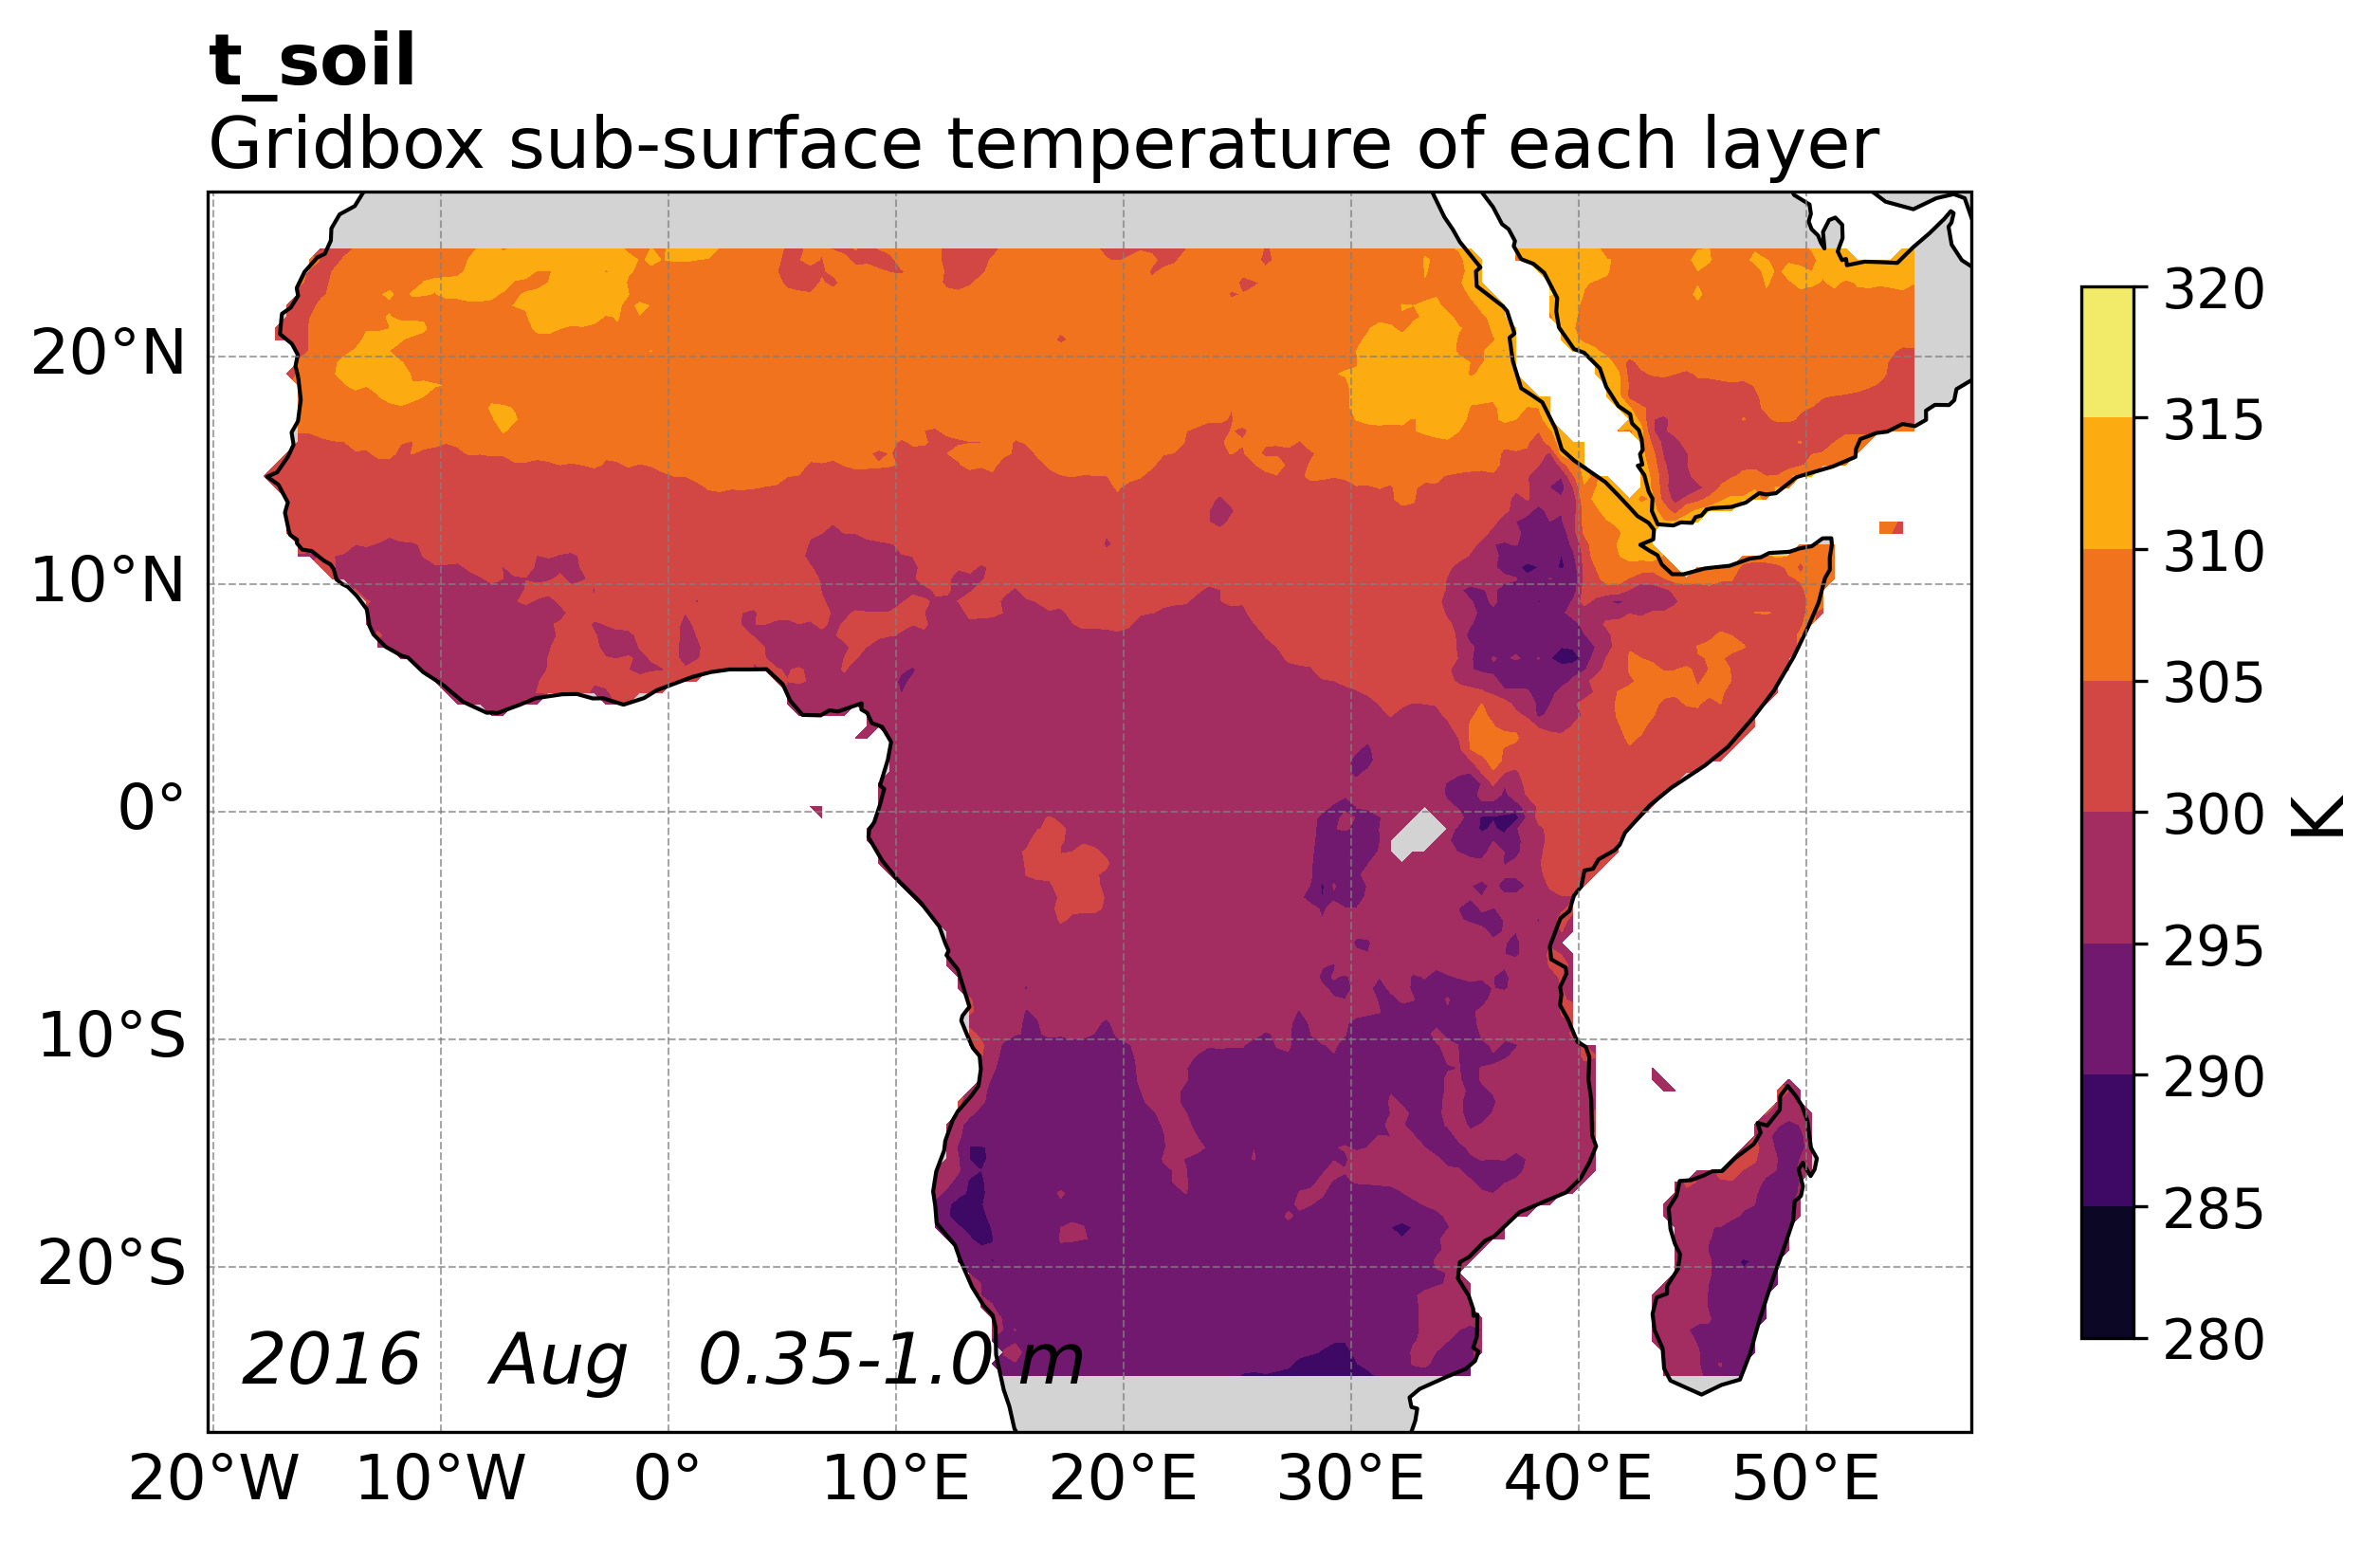 t_soil
Gridbox sub-surface temperature of each layer
20°N
10°N
0°
10°S
20°S
2016 Aug 0.35-1.0 m
20°W 10°W 0° 10°E 20°E 30°E 40°E 50°E
320
315
310
305
300
295
290
285
280
K